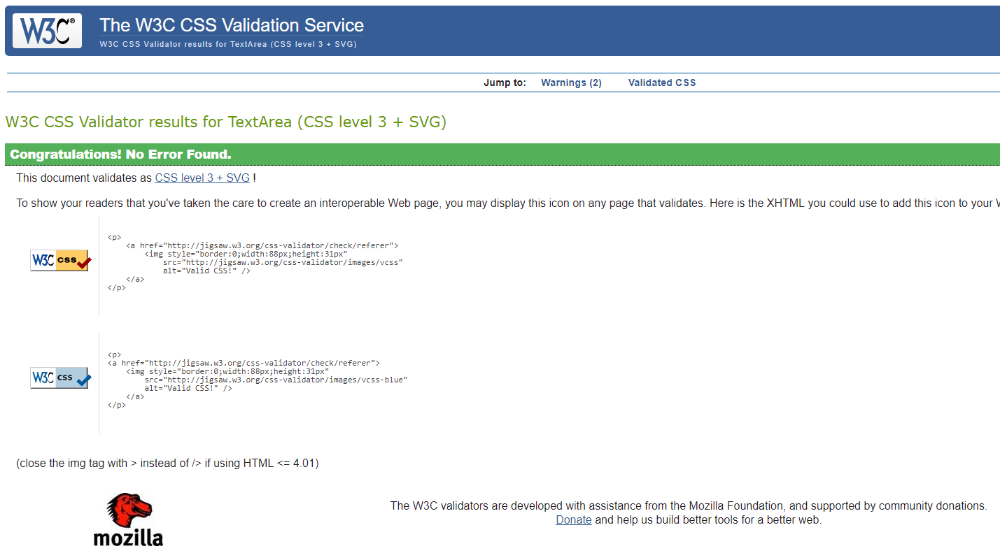 W3C®
The W3C CSS Validation Service
W3C CSS Validator results for TextArea (CSS level 3 + SVG)
Jump to: Warnings (2) Validated CSS
W3C CSS Validator results for TextArea (CSS level 3 + SVG)
Congratulations! No Error Found.
This document validates as CSS level 3 + SVG !
To show your readers that you've taken the care to create an interoperable Web page, you may display this icon on any page that validates. Here is the XHTML you could use to add this icon to your
W3C css
<p>
<a href="http://jigsaw.w3.org/css-validator/check/referer">
<img style="border:0;width:88px;height:31px"
src="http://jigsaw.w3.org/css-validator/images/vcss"
alt="Valid CSS!" />
</a>
</p>
W3C css
<p>
<a href="http://jigsaw.w3.org/css-validator/check/referer">
<img style="border:0;width:88px;height:31px"
src="http://jigsaw.w3.org/css-validator/images/vcss-blue"
alt="Valid CSS!" />
</a>
</p>
(close the img tag with > instead of /> if using HTML <= 4.01)
mozilla
The W3C validators are developed with assistance from the Mozilla Foundation, and supported by community donations.
Donate and help us build better tools for a better web.